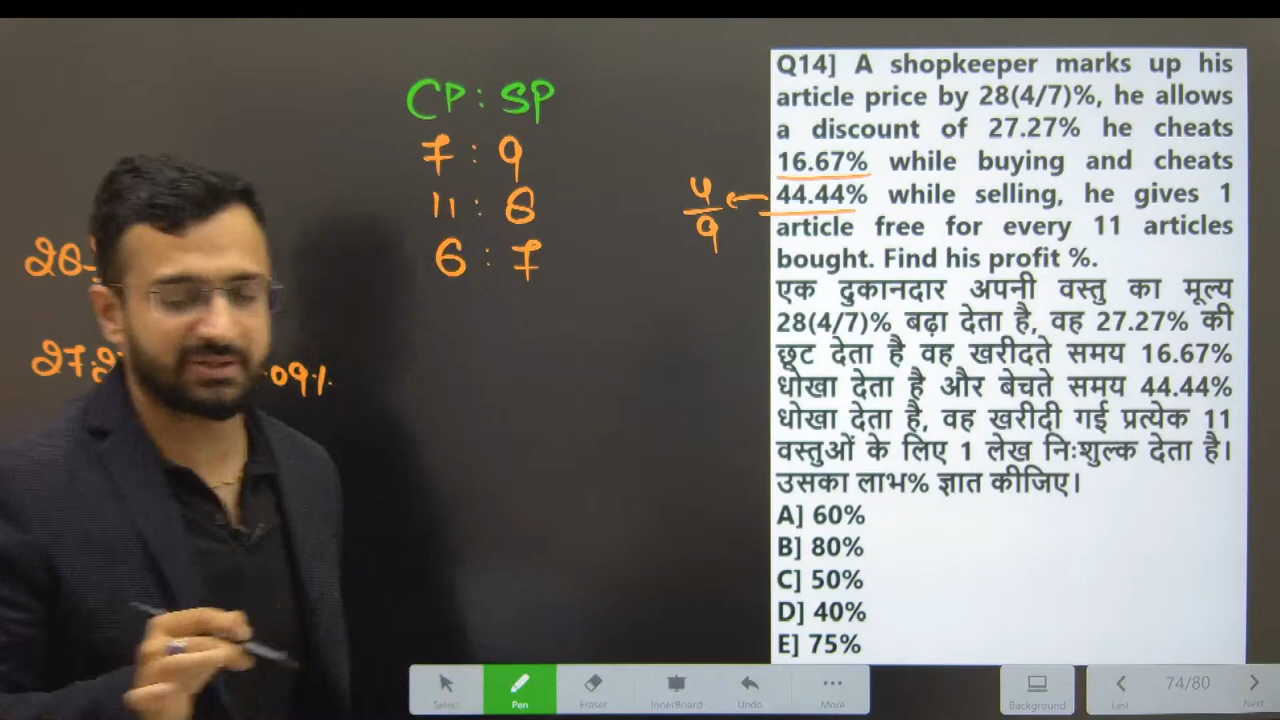 CP : SP
7 : 9
11 : 6
6 : 7
4
9
27.2
.09%
Q14] A shopkeeper marks up his
article price by 28(4/7)%, he allows
a discount of 27.27% he cheats
16.67% while buying and cheats
44.44% while selling, he gives 1
article free for every 11 articles
bought. Find his profit %.
एक दुकानदार अपनी वस्तु का मूल्य
28(4/7)% बढ़ा देता है, वह 27.27% की
छूट देता है वह खरीदते समय 16.67%
धोखा देता है और बेचते समय 44.44%
धोखा देता है, वह खरीदी गई प्रत्येक 11
वस्तुओं के लिए 1 लेख निःशुल्क देता है।
उसका लाभ% ज्ञात कीजिए।
A] 60%
B] 80%
C] 50%
D] 40%
E] 75%
Select
Pen
Eraser
InnerBoard
Undo
More
Background
Last
74/80
Next